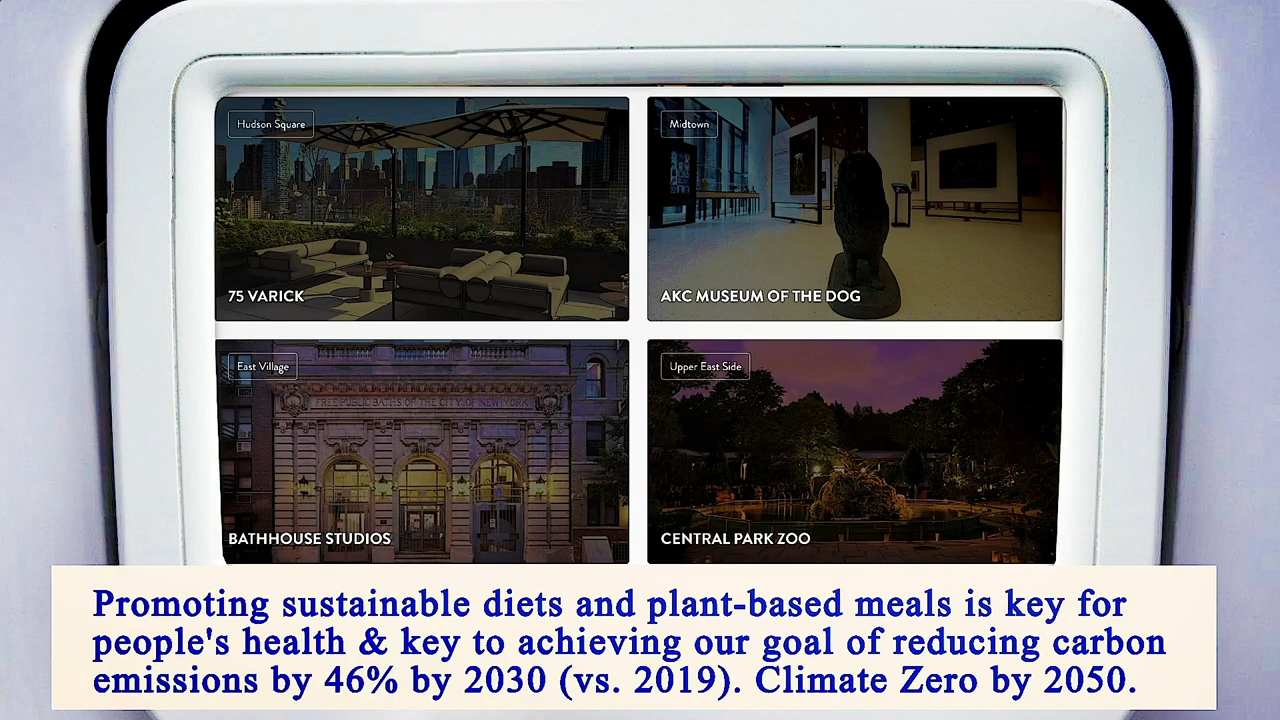 Hudson Square
75 VARICK
Midtown
AKC MUSEUM OF THE DOG
East Village
FREE PUBLIC BATHS OF THE CITY OF NEW YORK
BATHHOUSE STUDIOS
Upper East Side
CENTRAL PARK ZOO
Promoting sustainable diets and plant-based meals is key for
people's health & key to achieving our goal of reducing carbon
emissions by 46% by 2030 (vs. 2019). Climate Zero by 2050.